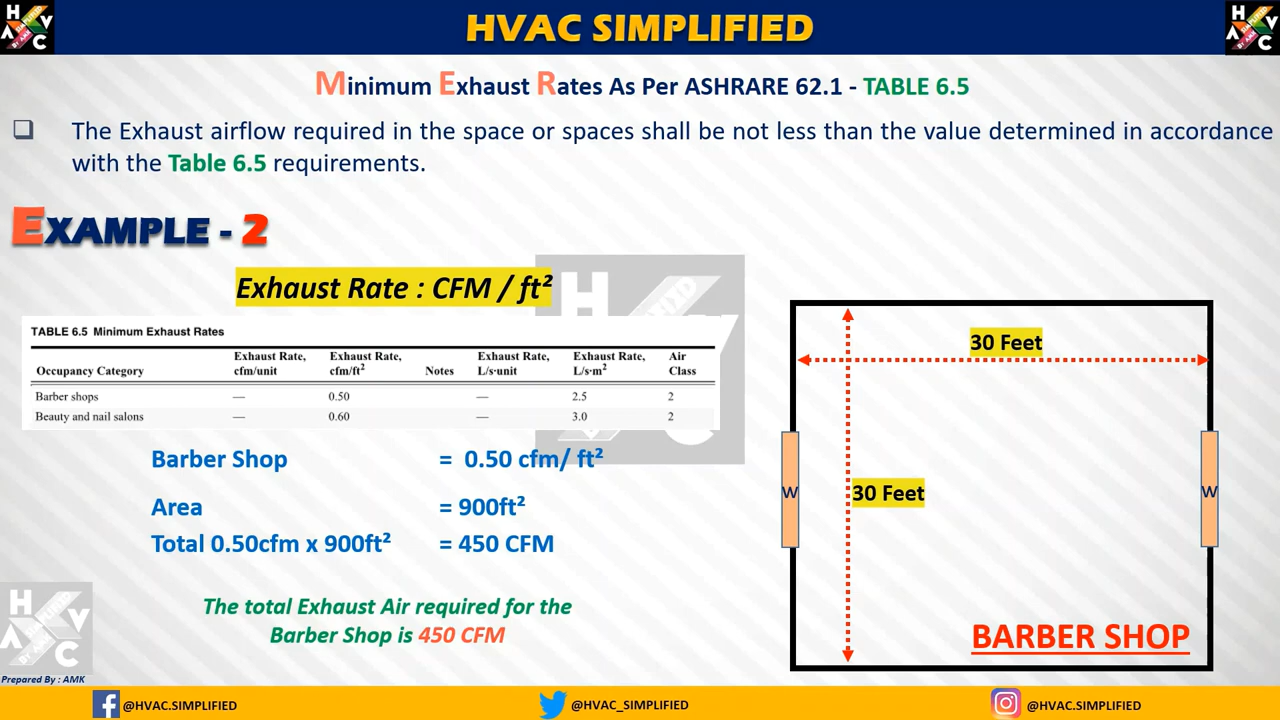 HVAC SIMPLIFIED
Minimum Exhaust Rates As Per ASHRARE 62.1 - TABLE 6.5
❑ The Exhaust airflow required in the space or spaces shall be not less than the value determined in accordance
with the Table 6.5 requirements.
EXAMPLE - 2
Exhaust Rate : CFM / ft²
TABLE 6.5 Minimum Exhaust Rates
Occupancy Category Exhaust Rate, cfm/unit Exhaust Rate, cfm/ft² Notes Exhaust Rate, L/s·unit Exhaust Rate, L/s·m² Air Class
Barber shops — 0.50 — 2.5 2
Beauty and nail salons — 0.60 — 3.0 2
Barber Shop = 0.50 cfm/ ft²
Area = 900ft²
Total 0.50cfm x 900ft² = 450 CFM
The total Exhaust Air required for the
Barber Shop is 450 CFM
30 Feet
30 Feet
W
W
BARBER SHOP
HVAC
BY AMK
Prepared By : AMK
@HVAC.SIMPLIFIED
@HVAC_SIMPLIFIED
@HVAC.SIMPLIFIED